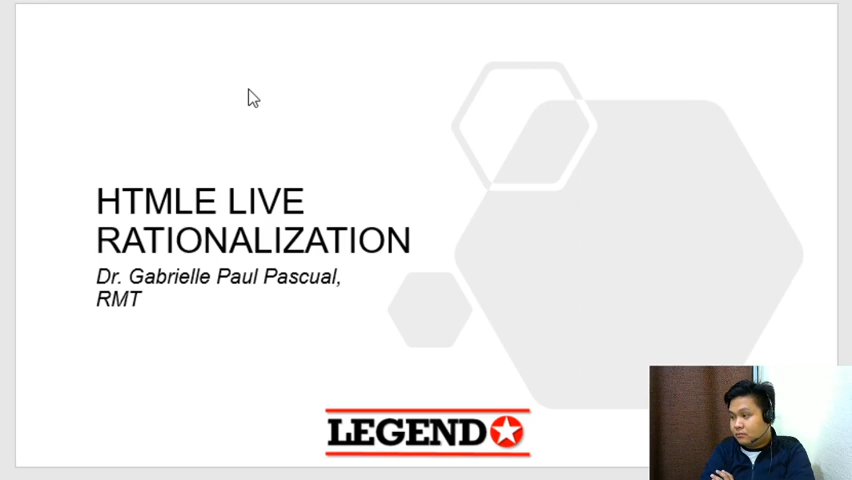 HTMLE LIVE
RATIONALIZATION
Dr. Gabrielle Paul Pascual,
RMT
LEGEND